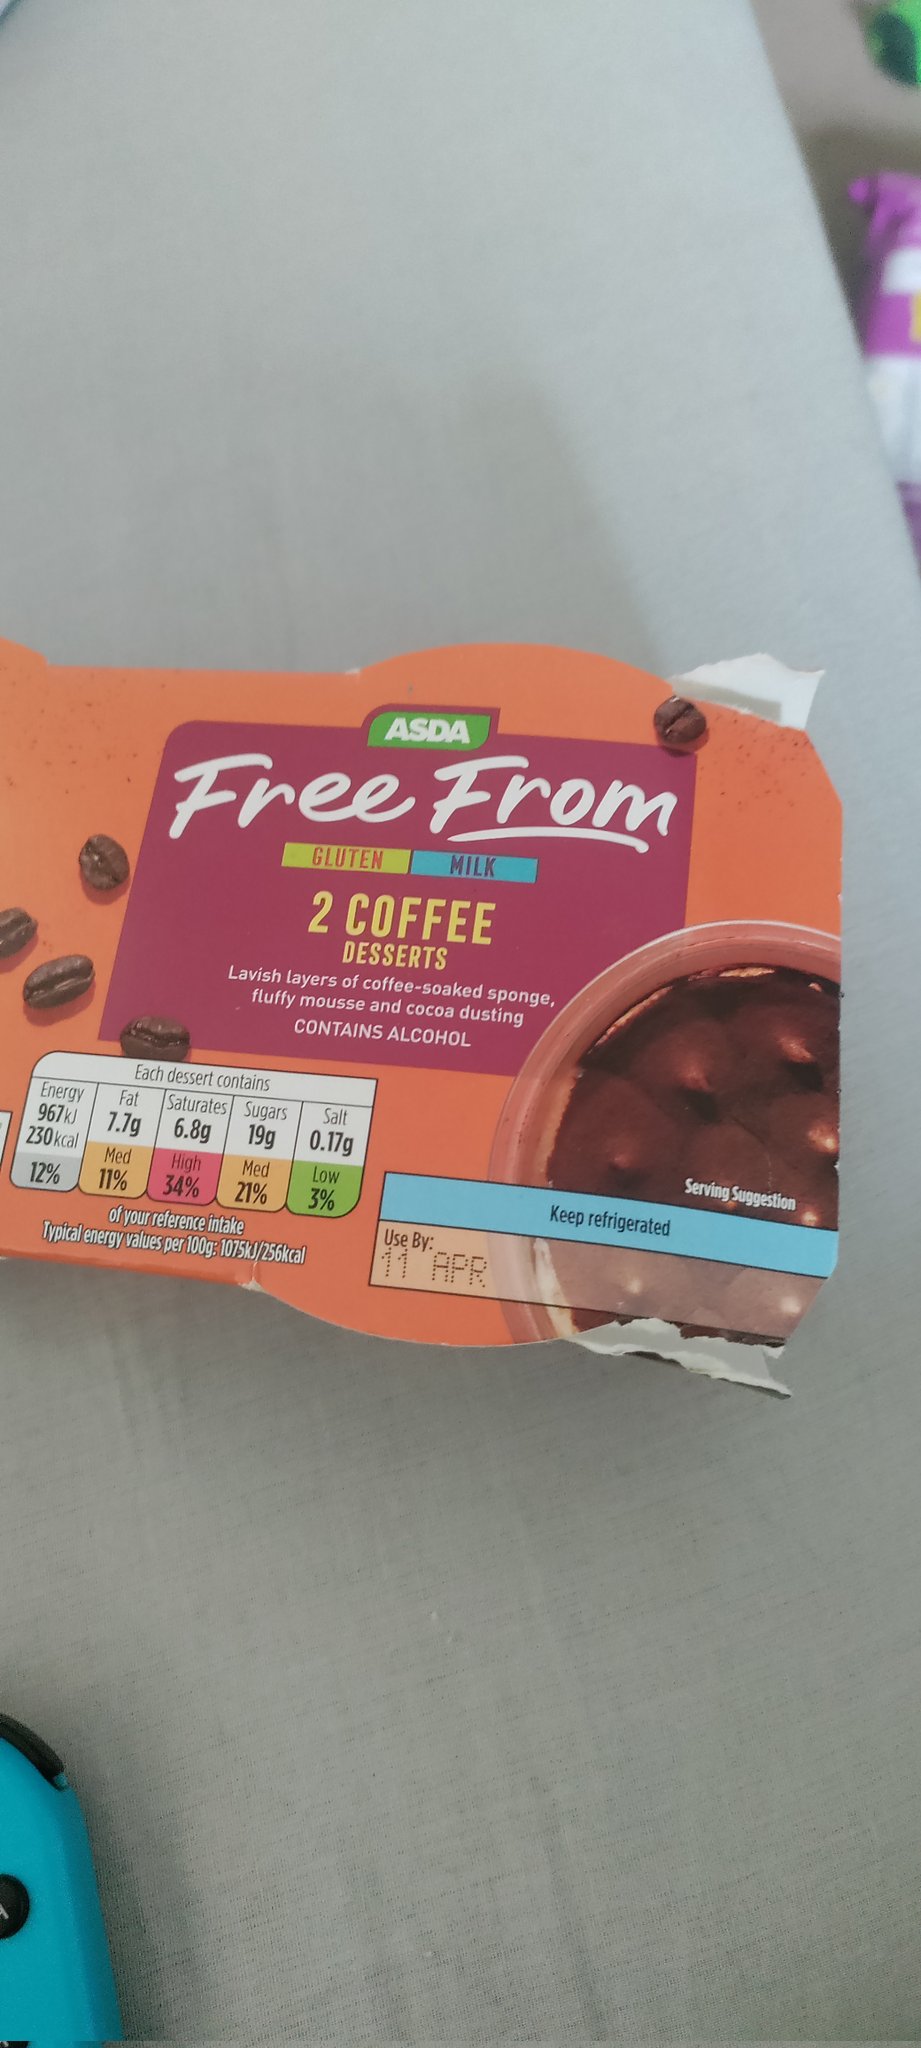 ASDA
Free From
GLUTEN MILK
2 COFFEE
DESSERTS
Lavish layers of coffee-soaked sponge,
fluffy mousse and cocoa dusting
CONTAINS ALCOHOL
Each dessert contains
Energy
967kJ
230kcal
12%
Fat
7.7g
Med
11%
Saturates
6.8g
High
34%
Sugars
19g
Med
21%
Salt
0.17g
Low
3%
of your reference intake
Typical energy values per 100g: 1075kJ/256kcal
Serving Suggestion
Keep refrigerated
Use By:
11 APR